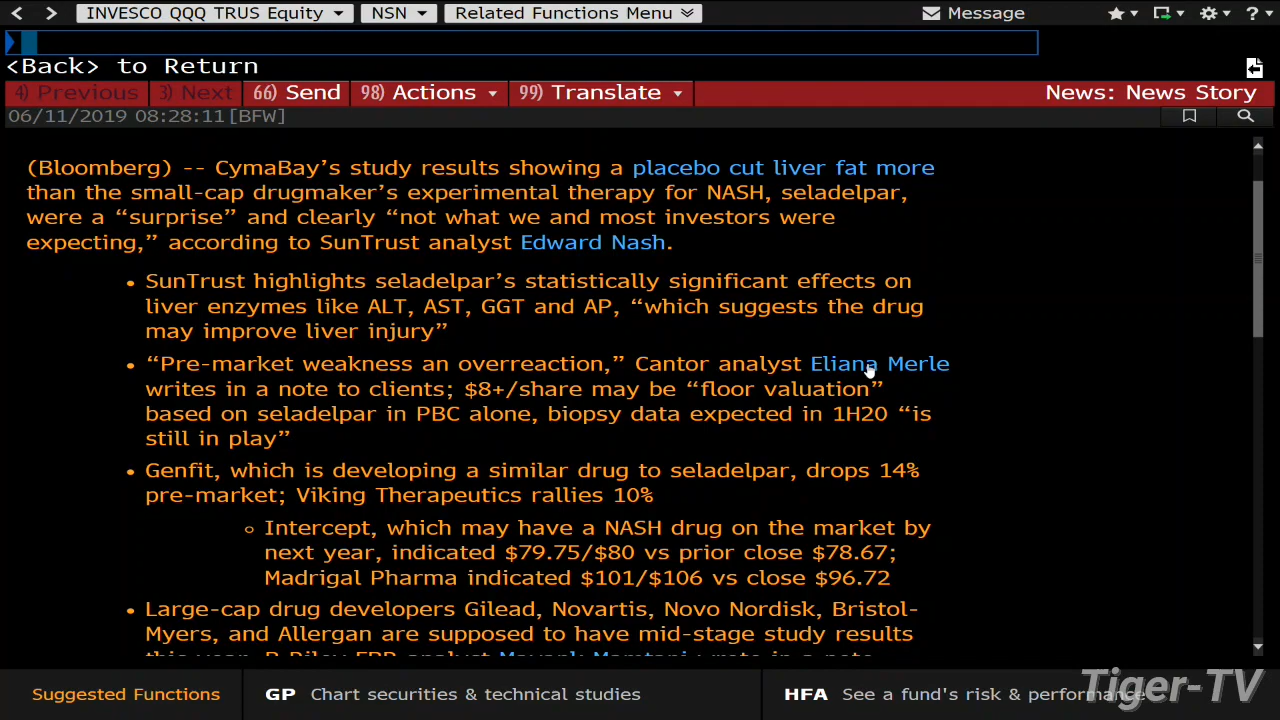 INVESCO QQQ TRUS Equity NSN Related Functions Menu Message ?
<Back> to Return
4) Previous 3) Next 66) Send 98) Actions 99) Translate News: News Story
06/11/2019 08:28:11[BFW]
(Bloomberg) -- CymaBay’s study results showing a placebo cut liver fat more
than the small-cap drugmaker’s experimental therapy for NASH, seladelpar,
were a “surprise” and clearly “not what we and most investors were
expecting,” according to SunTrust analyst Edward Nash.
• SunTrust highlights seladelpar’s statistically significant effects on
liver enzymes like ALT, AST, GGT and AP, “which suggests the drug
may improve liver injury”
• “Pre-market weakness an overreaction,” Cantor analyst Eliana Merle
writes in a note to clients; $8+/share may be “floor valuation”
based on seladelpar in PBC alone, biopsy data expected in 1H20 “is
still in play”
• Genfit, which is developing a similar drug to seladelpar, drops 14%
pre-market; Viking Therapeutics rallies 10%
◦ Intercept, which may have a NASH drug on the market by
next year, indicated $79.75/$80 vs prior close $78.67;
Madrigal Pharma indicated $101/$106 vs close $96.72
• Large-cap drug developers Gilead, Novartis, Novo Nordisk, Bristol-
Myers, and Allergan are supposed to have mid-stage study results
this year, B Riley FBR analyst Mayank Mamtani wrote in a note
Suggested Functions GP Chart securities & technical studies HFA See a fund's risk & performance
Tiger-TV